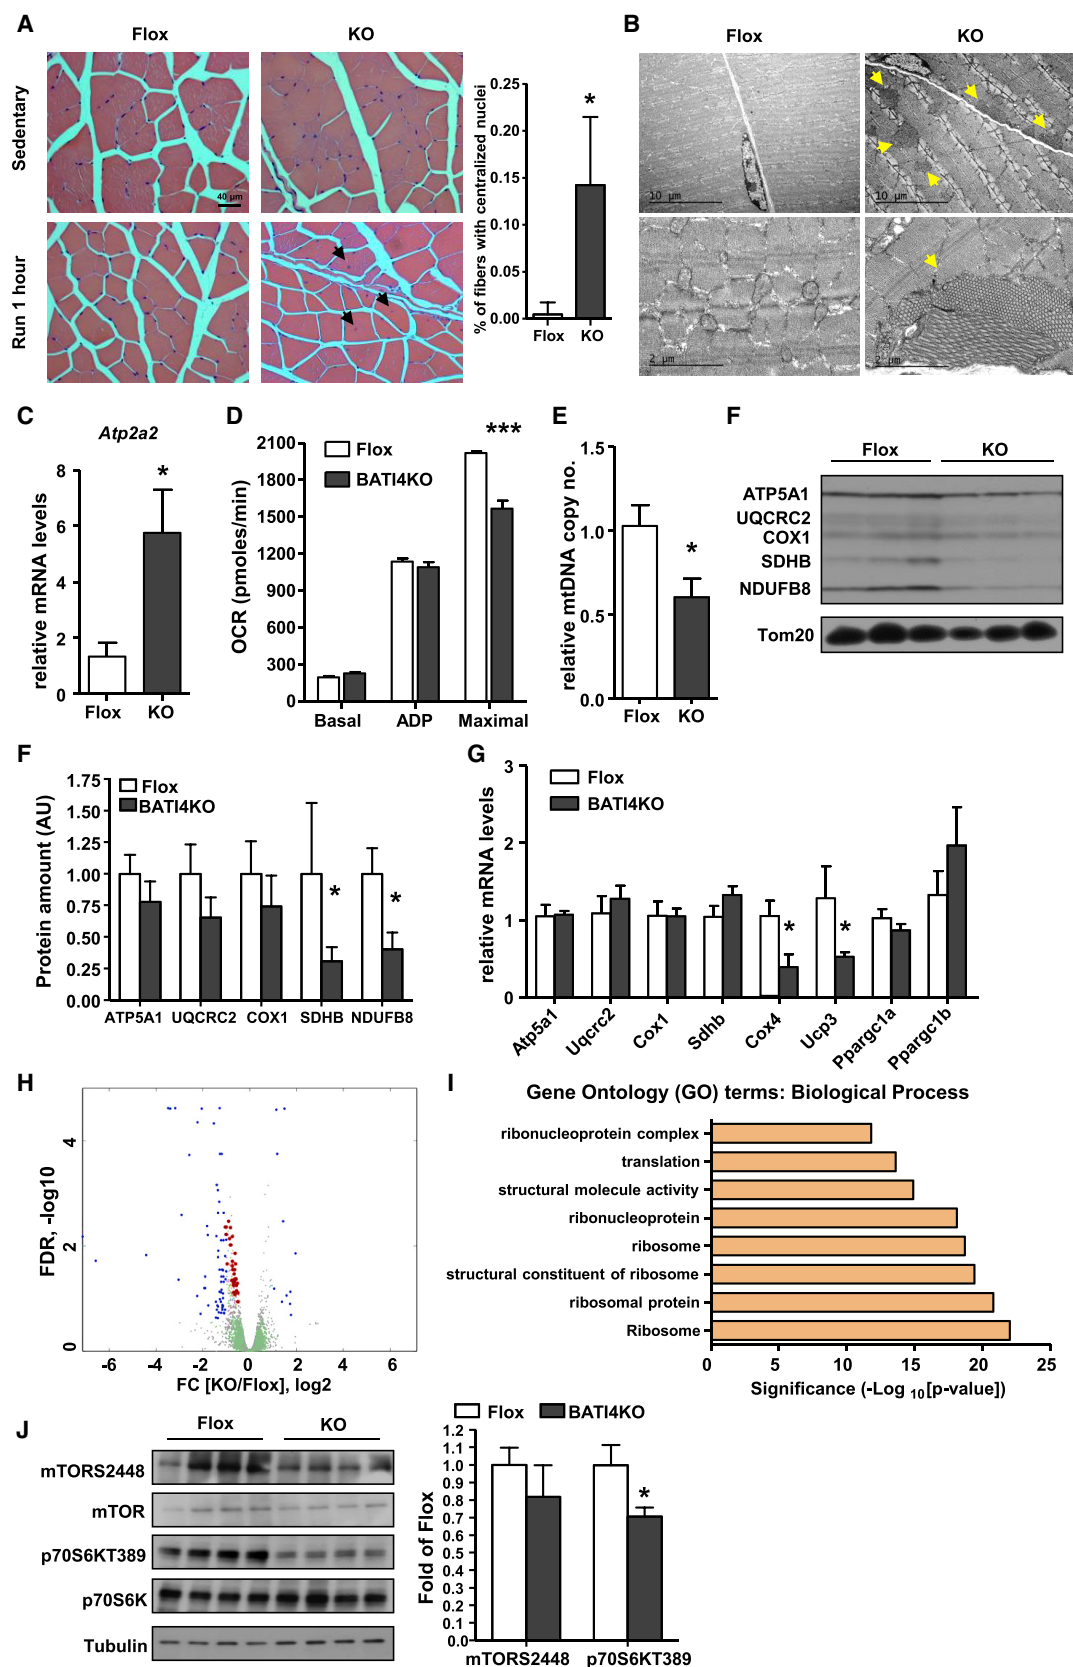 A
Flox
KO
Sedentary
Run 1 hour
40 µm
% of fibers with centralized nuclei
0.25
0.20
0.15
0.10
0.05
0.00
*
Flox
KO
B
Flox
KO
10 µm
10 µm
2 µm
2 µm
C
Atp2a2
relative mRNA levels
8
6
4
2
0
*
Flox
KO
D
OCR (pmoles/min)
2100
1800
1500
1200
900
600
300
0
Flox
BATI4KO
***
Basal
ADP
Maximal
E
relative mtDNA copy no.
1.5
1.0
0.5
0.0
*
Flox
KO
F
Flox
KO
ATP5A1
UQCRC2
COX1
SDHB
NDUFB8
Tom20
F
Protein amount (AU)
1.75
1.50
1.25
1.00
0.75
0.50
0.25
0.00
Flox
BATI4KO
*
*
ATP5A1
UQCRC2
COX1
SDHB
NDUFB8
G
relative mRNA levels
3
2
1
0
Flox
BATI4KO
*
*
Atp5a1
Uqcrc2
Cox1
Sdhb
Cox4
Ucp3
Ppargc1a
Ppargc1b
H
FDR, -log10
4
2
0
-6
-4
-2
0
2
4
6
FC [KO/Flox], log2
I
Gene Ontology (GO) terms: Biological Process
ribonucleoprotein complex
translation
structural molecule activity
ribonucleoprotein
ribosome
structural constituent of ribosome
ribosomal protein
Ribosome
0
5
10
15
20
25
Significance (-Log 10[p-value])
J
Flox
KO
mTORS2448
mTOR
p70S6KT389
p70S6K
Tubulin
Flox
BATI4KO
Fold of Flox
1.2
1.0
0.9
0.8
0.7
0.6
0.5
0.4
0.3
0.2
0.1
0.0
*
mTORS2448
p70S6KT389